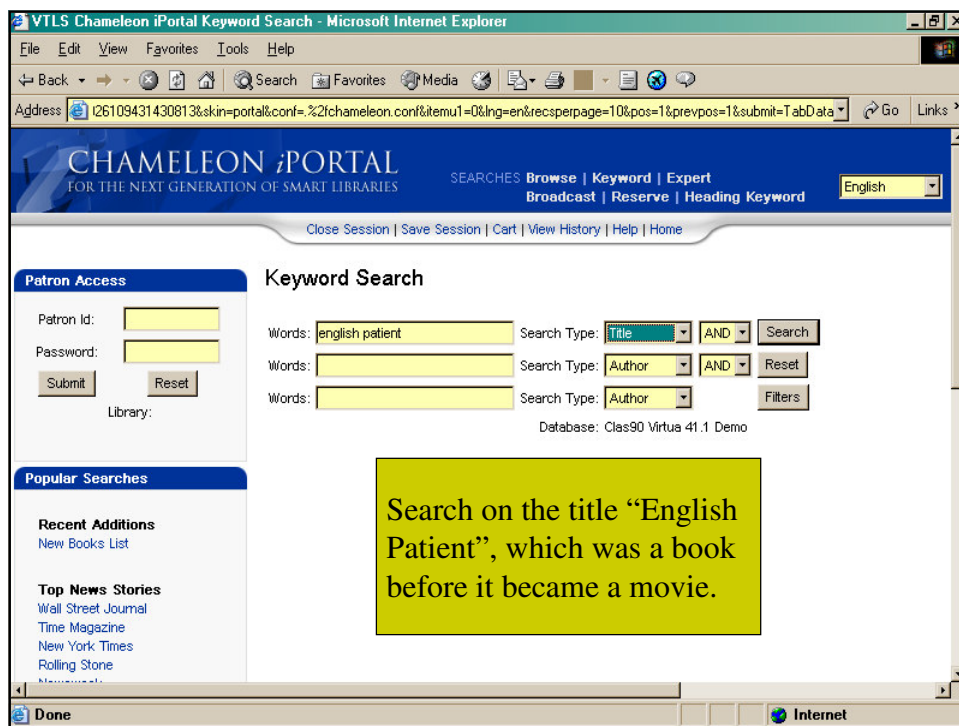 VTLS Chameleon iPortal Keyword Search - Microsoft Internet Explorer
File Edit View Favorites Tools Help
Back Search Favorites Media
Address i261094431430813&skin=portal&conf=.%2fchameleon.conf&itemu1=0&lng=en&recsperpage=10&pos=1&prevpos=1&submit=TabData Go Links »
CHAMELEON iPORTAL
FOR THE NEXT GENERATION OF SMART LIBRARIES
SEARCHES Browse | Keyword | Expert
Broadcast | Reserve | Heading Keyword
English
Close Session | Save Session | Cart | View History | Help | Home
Patron Access
Patron Id:
Password:
Submit Reset
Library:
Popular Searches
Recent Additions
New Books List
Top News Stories
Wall Street Journal
Time Magazine
New York Times
Rolling Stone
Keyword Search
Words: english patient Search Type: Title AND Search
Words: Search Type: Author AND Reset
Words: Search Type: Author Filters
Database: Clas90 Virtua 41.1 Demo
Search on the title “English
Patient”, which was a book
before it became a movie.
Done Internet